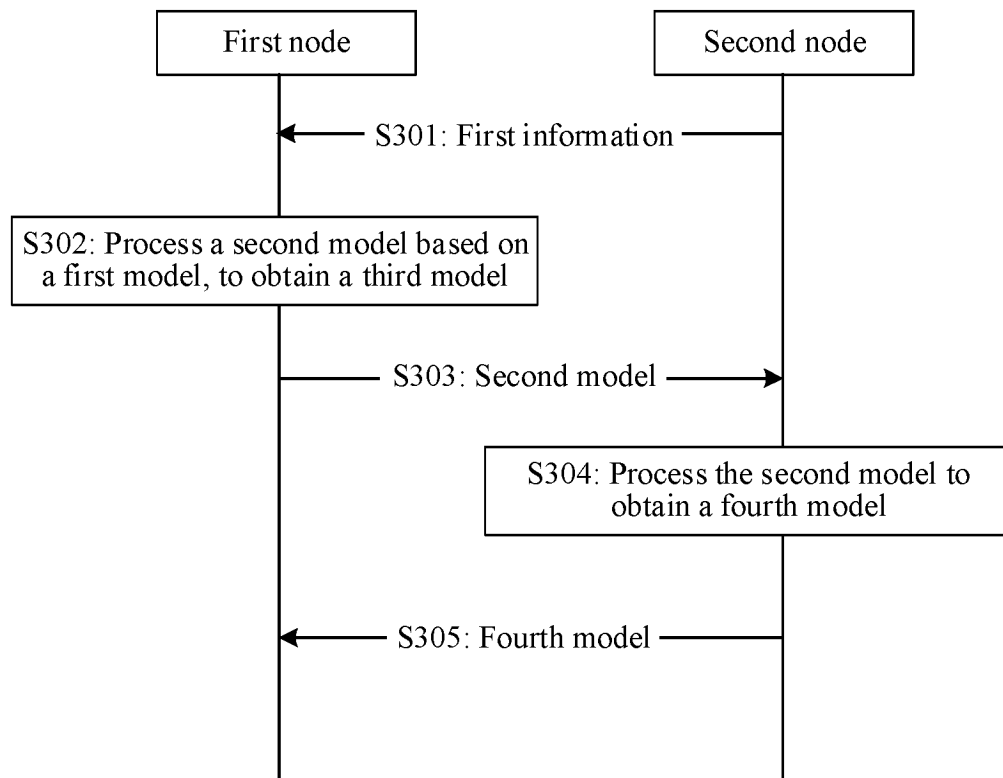 First node
Second node
S301: First information
S302: Process a second model based on
a first model, to obtain a third model
S303: Second model
S304: Process the second model to
obtain a fourth model
S305: Fourth model